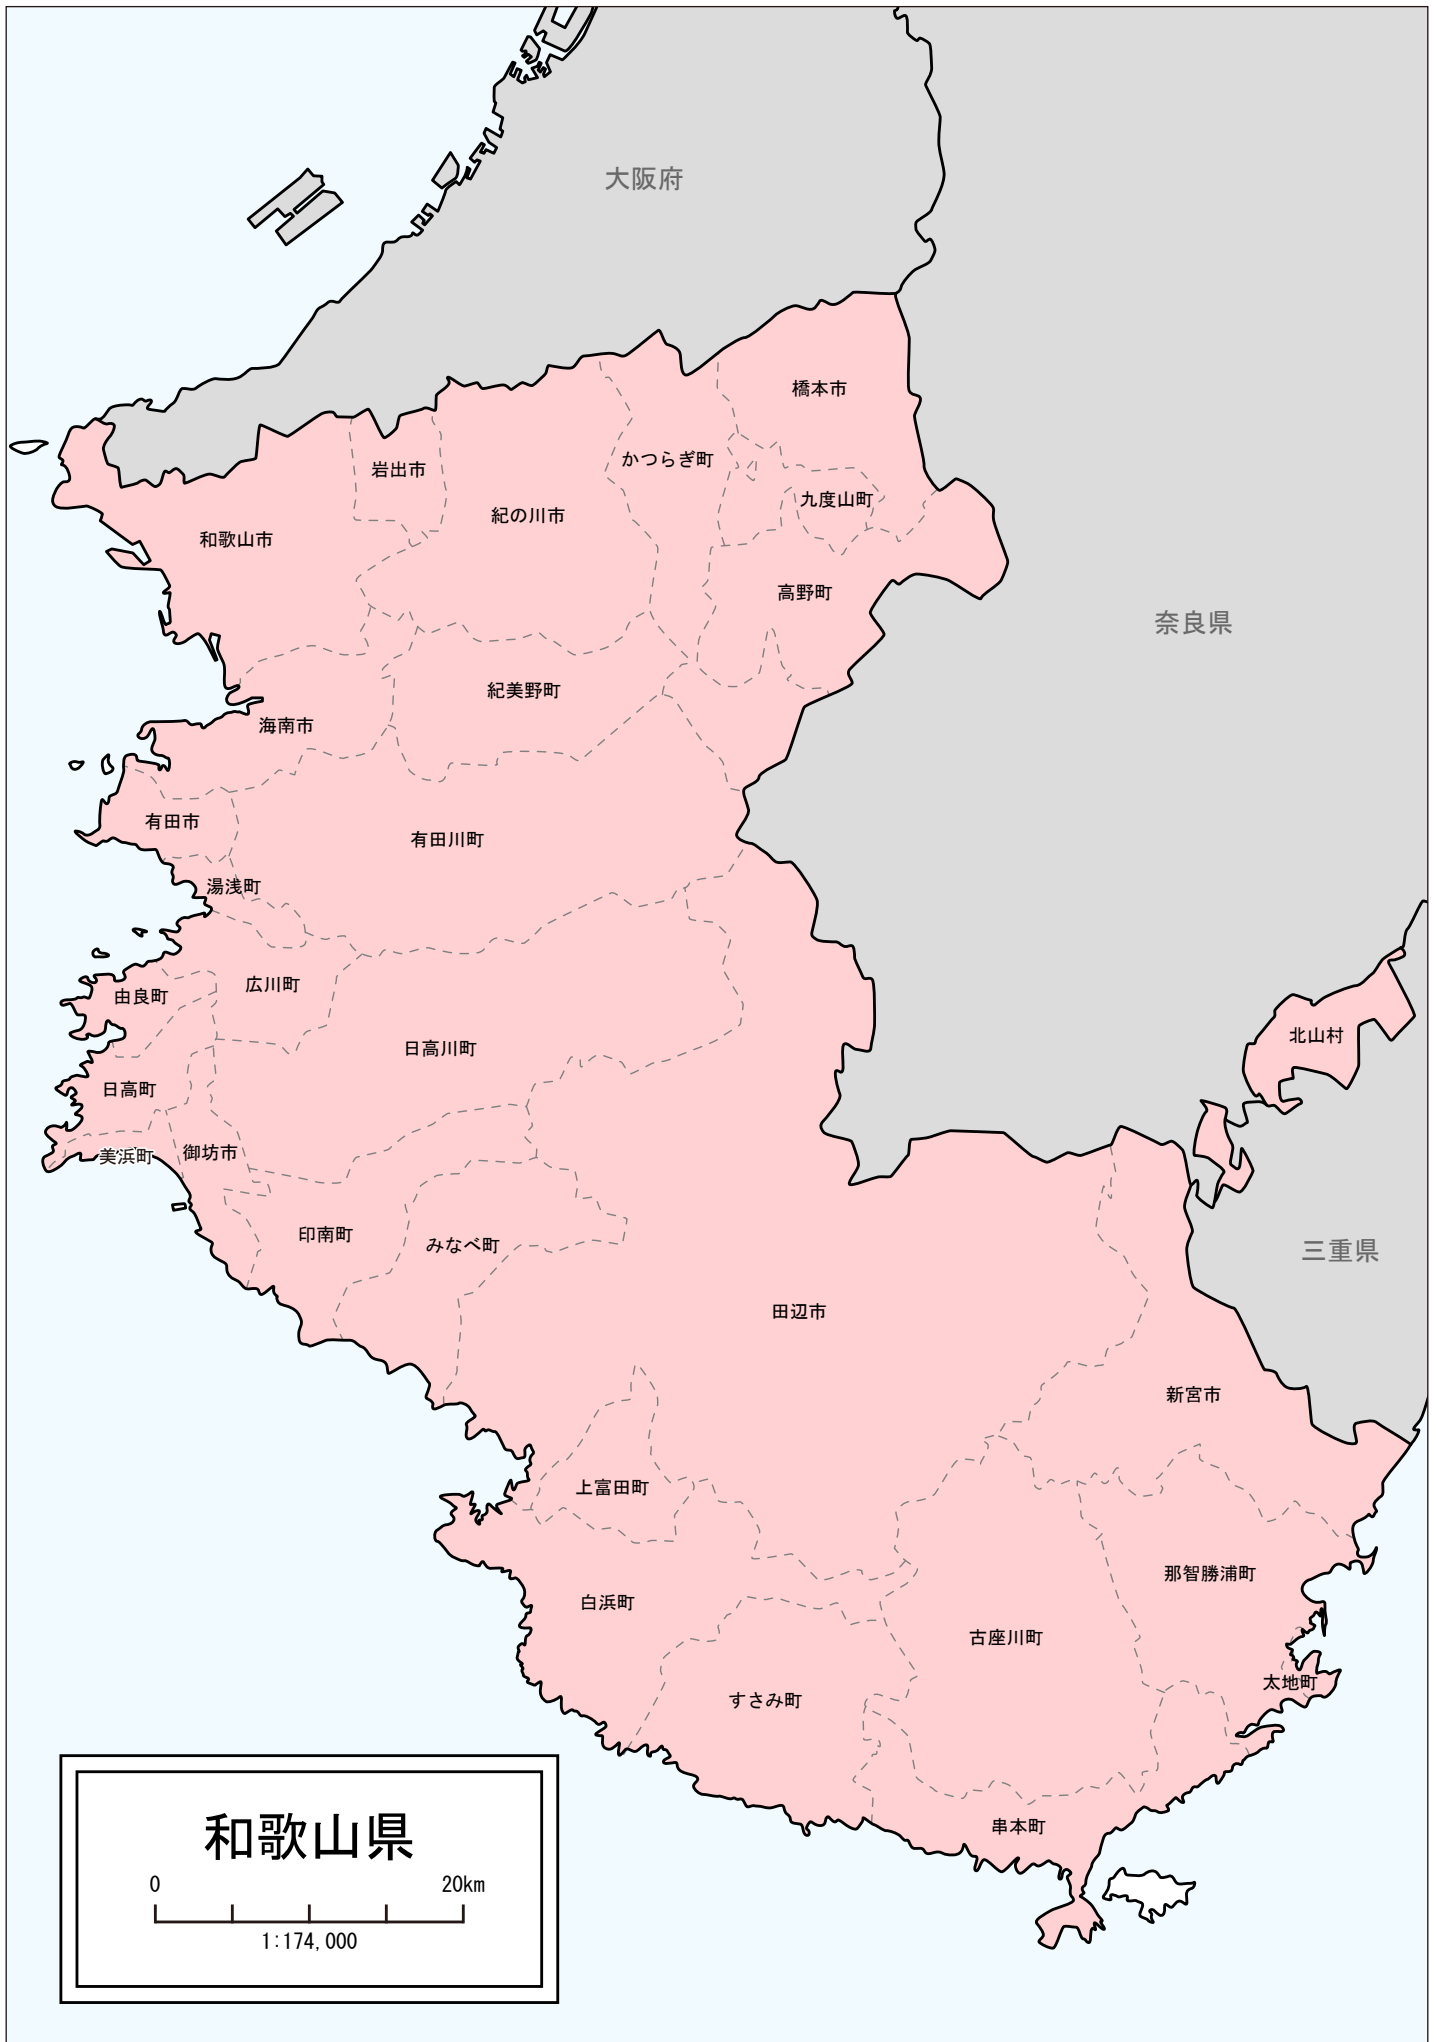 大阪府
橋本市
かつらぎ町
岩出市
九度山町
紀の川市
和歌山市
高野町
奈良県
紀美野町
海南市
有田市
有田川町
湯浅町
広川町
由良町
北山村
日高川町
日高町
御坊市
美浜町
印南町
みなべ町
三重県
田辺市
新宮市
上富田町
那智勝浦町
白浜町
古座川町
太地町
すさみ町
串本町
和歌山県
0 20km
1:174,000